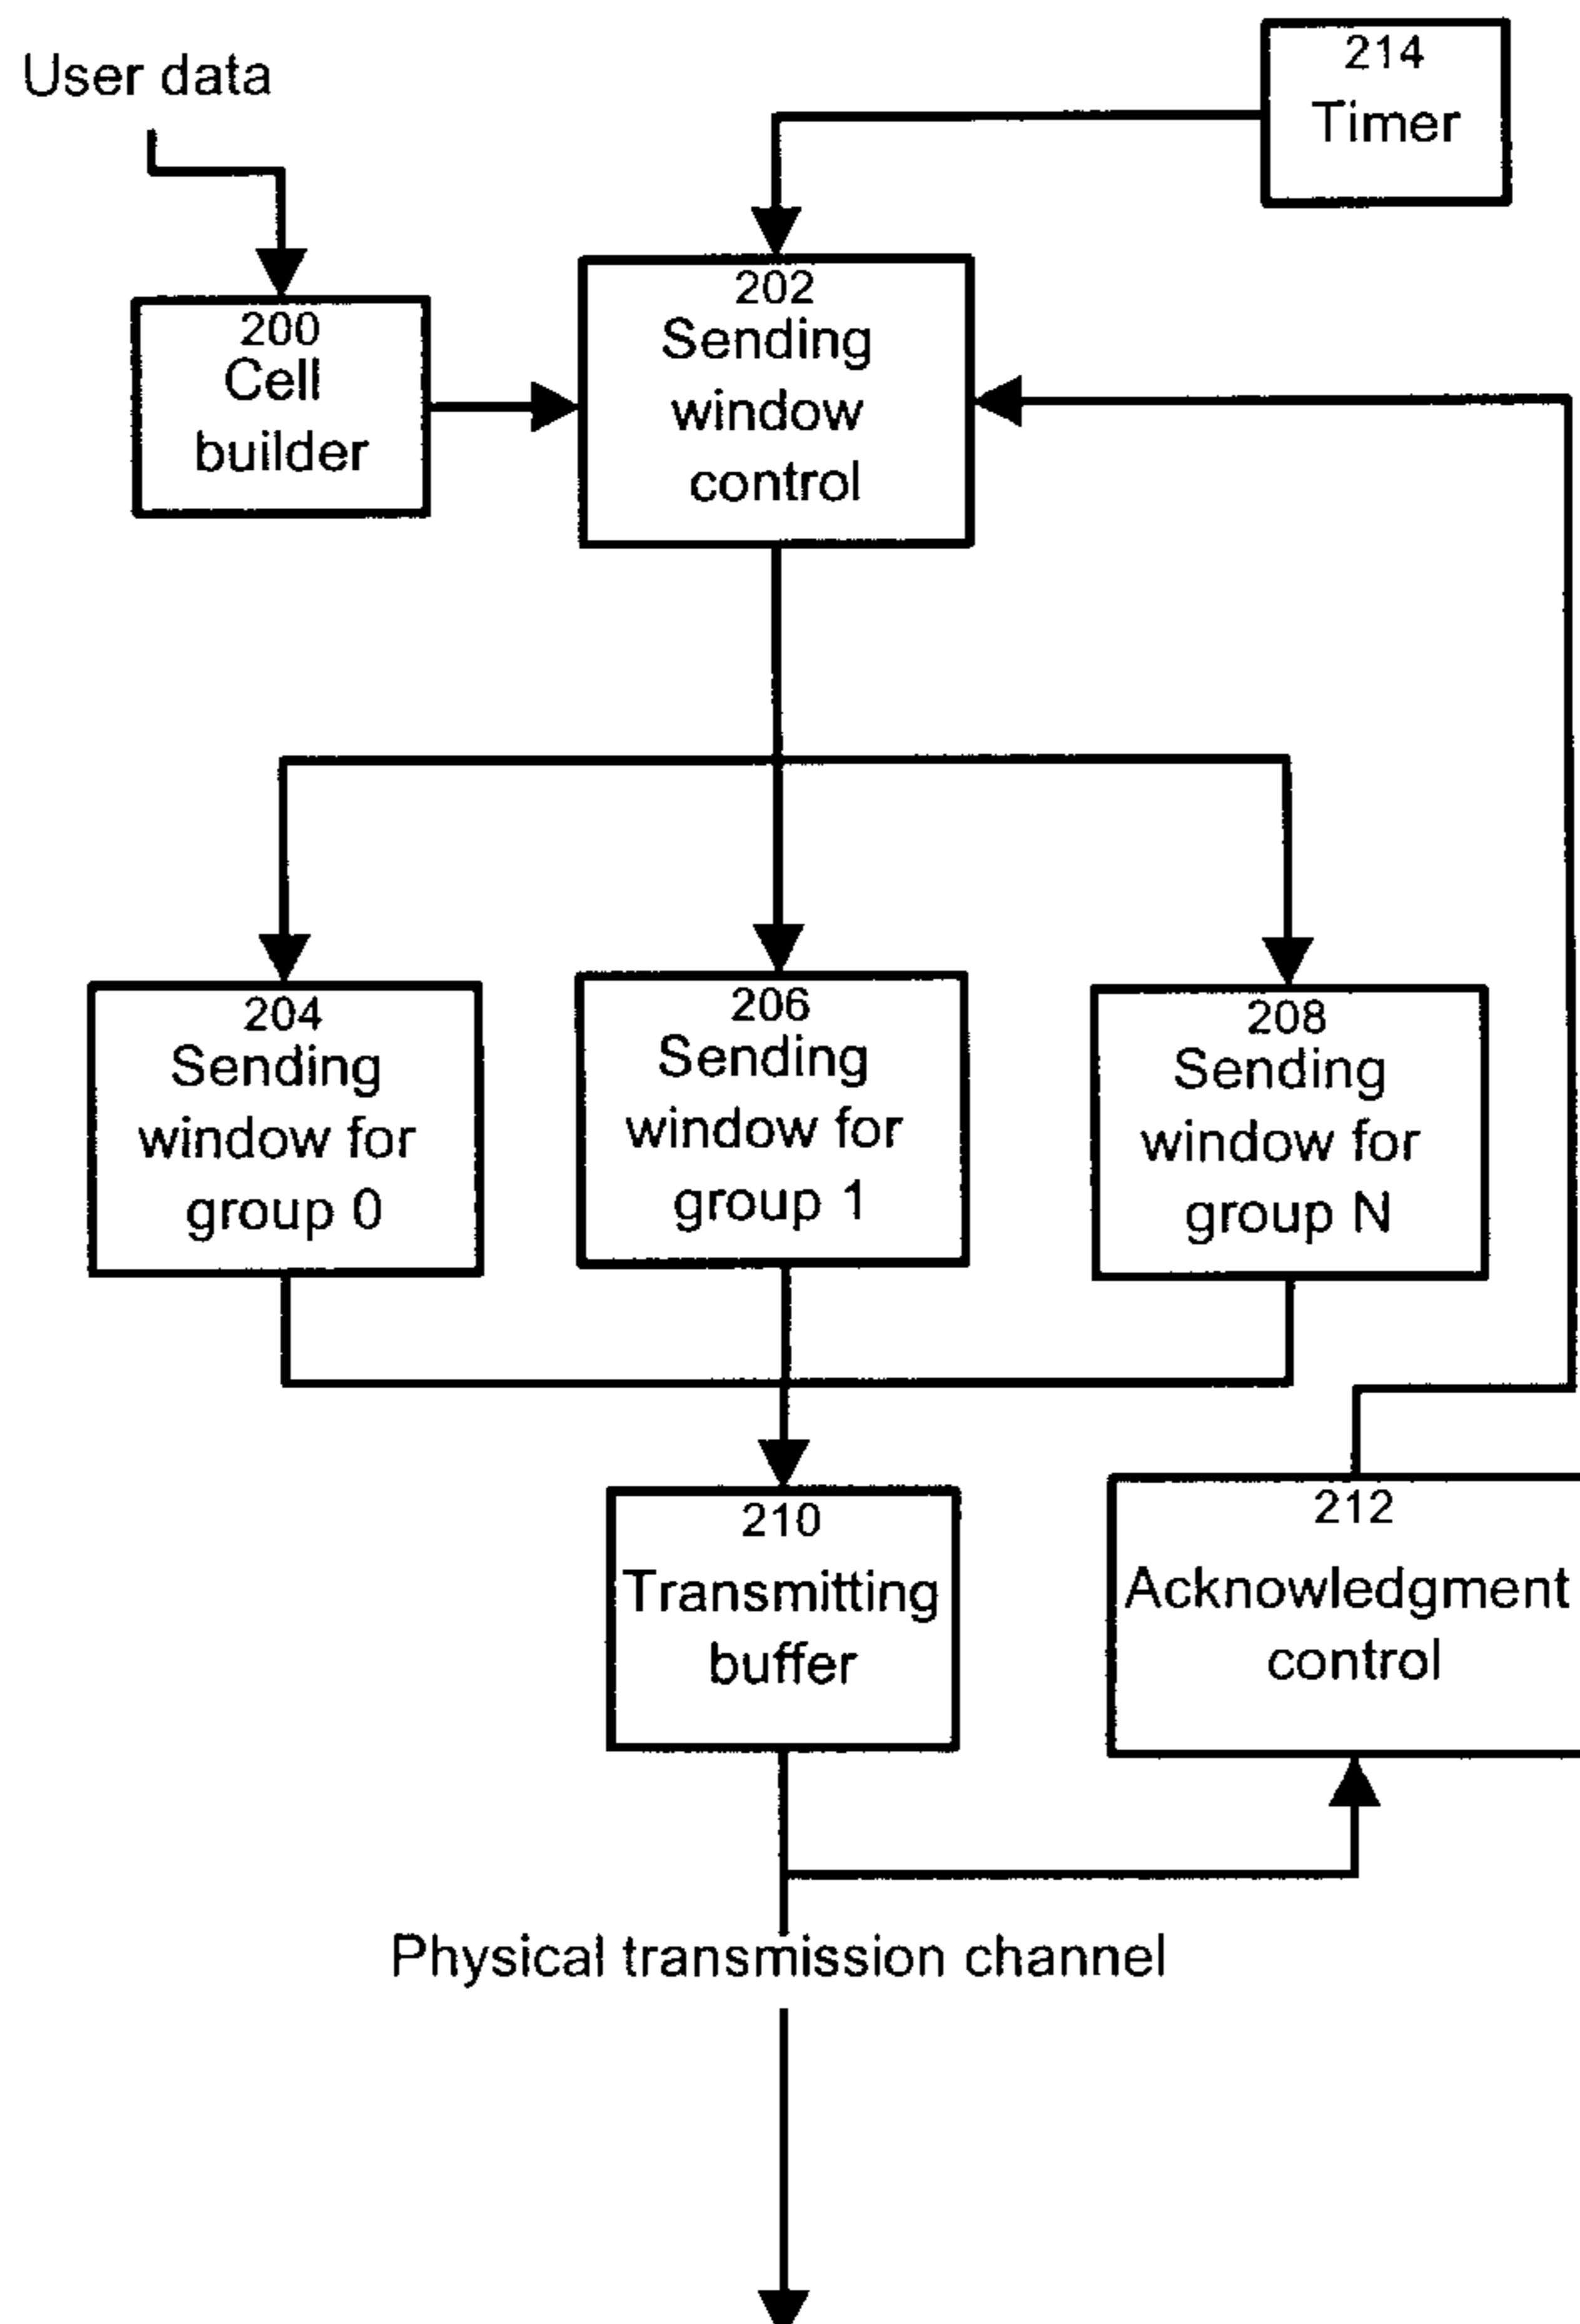 User data
214
Timer
200
Cell
builder
202
Sending
window
control
204
Sending
window for
group 0
206
Sending
window for
group 1
208
Sending
window for
group N
210
Transmitting
buffer
212
Acknowledgment
control
Physical transmission channel